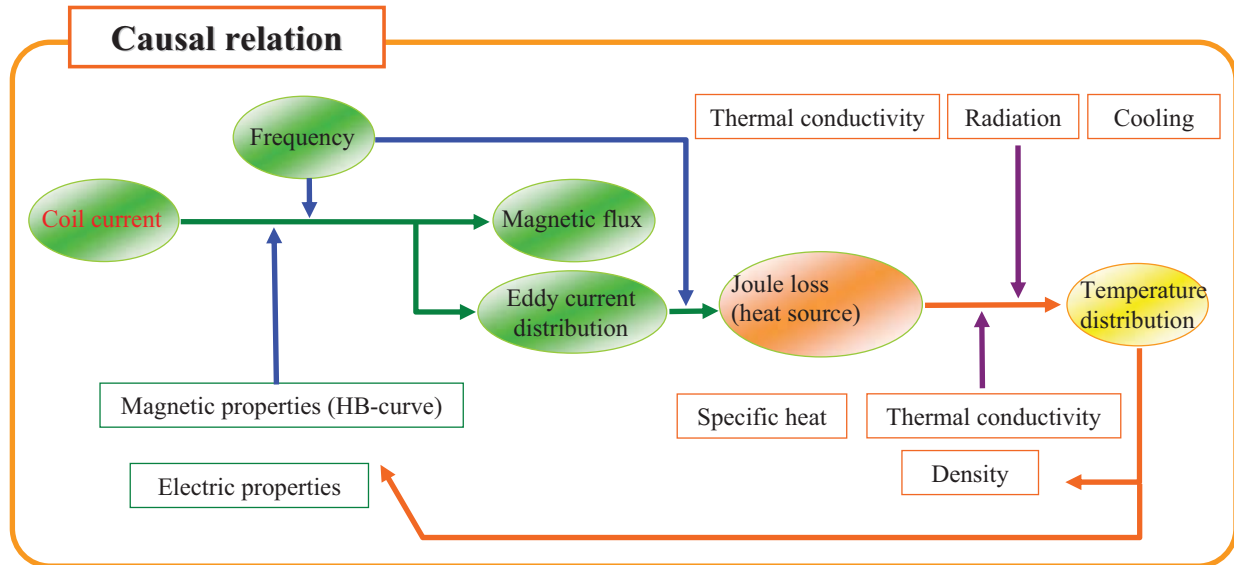 Causal relation
Thermal conductivity
Radiation
Cooling
Frequency
Coil current
Magnetic flux
Eddy current
distribution
Joule loss
(heat source)
Temperature
distribution
Magnetic properties (HB-curve)
Specific heat
Thermal conductivity
Electric properties
Density